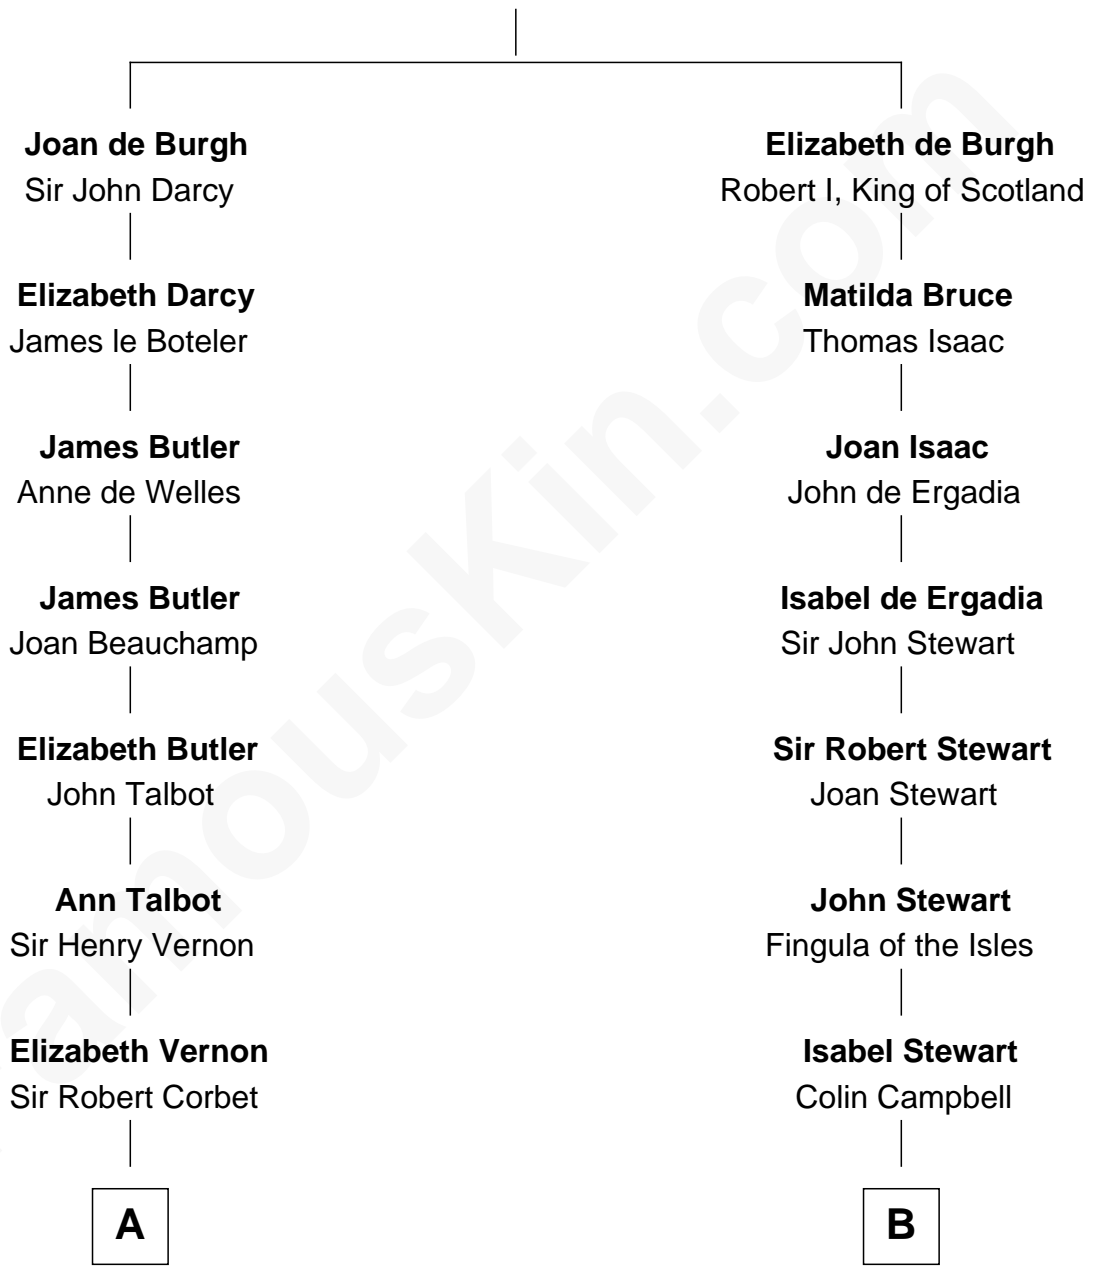 Joan de Burgh
Sir John Darcy
Elizabeth Darcy
James le Boteler
James Butler
Anne de Welles
James Butler
Joan Beauchamp
Elizabeth Butler
John Talbot
Ann Talbot
Sir Henry Vernon
Elizabeth Vernon
Sir Robert Corbet
A
Elizabeth de Burgh
Robert I, King of Scotland
Matilda Bruce
Thomas Isaac
Joan Isaac
John de Ergadia
Isabel de Ergadia
Sir John Stewart
Sir Robert Stewart
Joan Stewart
John Stewart
Fingula of the Isles
Isabel Stewart
Colin Campbell
B
amouskin.com